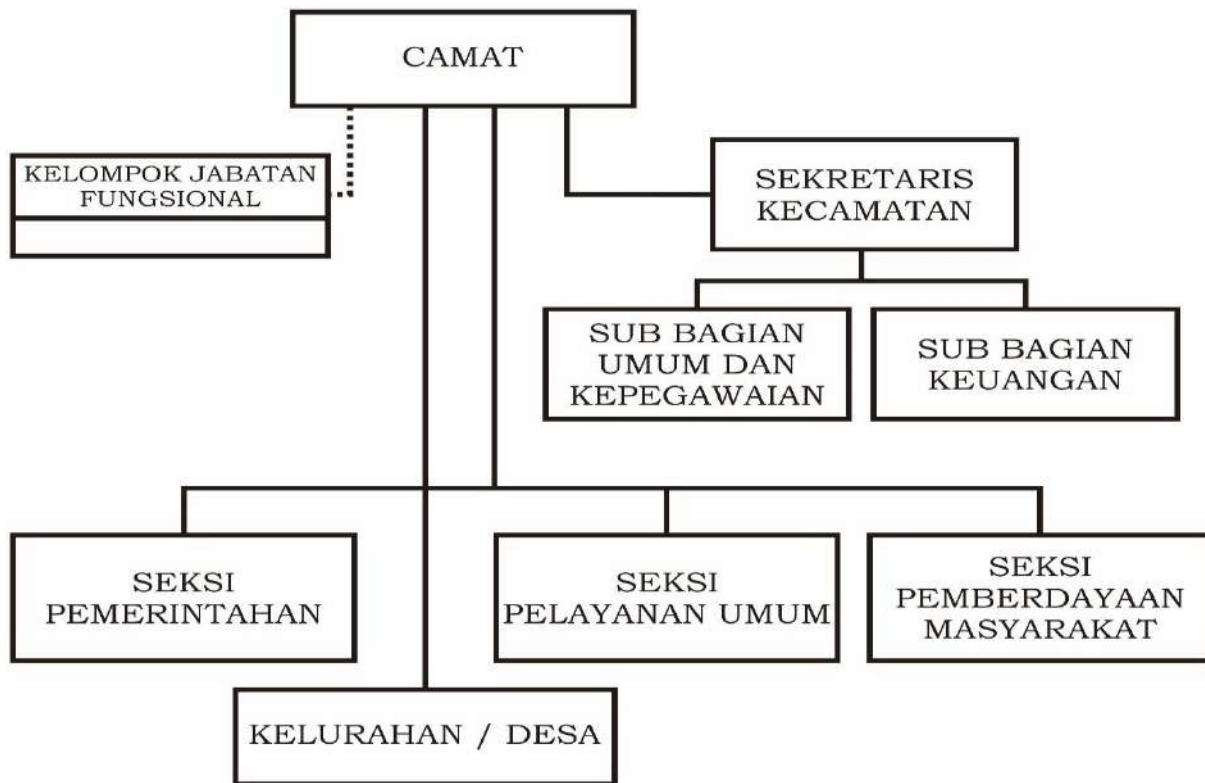 CAMAT
KELOMPOK JABATAN
FUNGSIONAL
SEKRETARIS
KECAMATAN
SUB BAGIAN
UMUM DAN
KEPEGAWAIAN
SUB BAGIAN
KEUANGAN
SEKSI
PEMERINTAHAN
SEKSI
PELAYANAN UMUM
SEKSI
PEMBERDAYAAN
MASYARAKAT
KELURAHAN / DESA